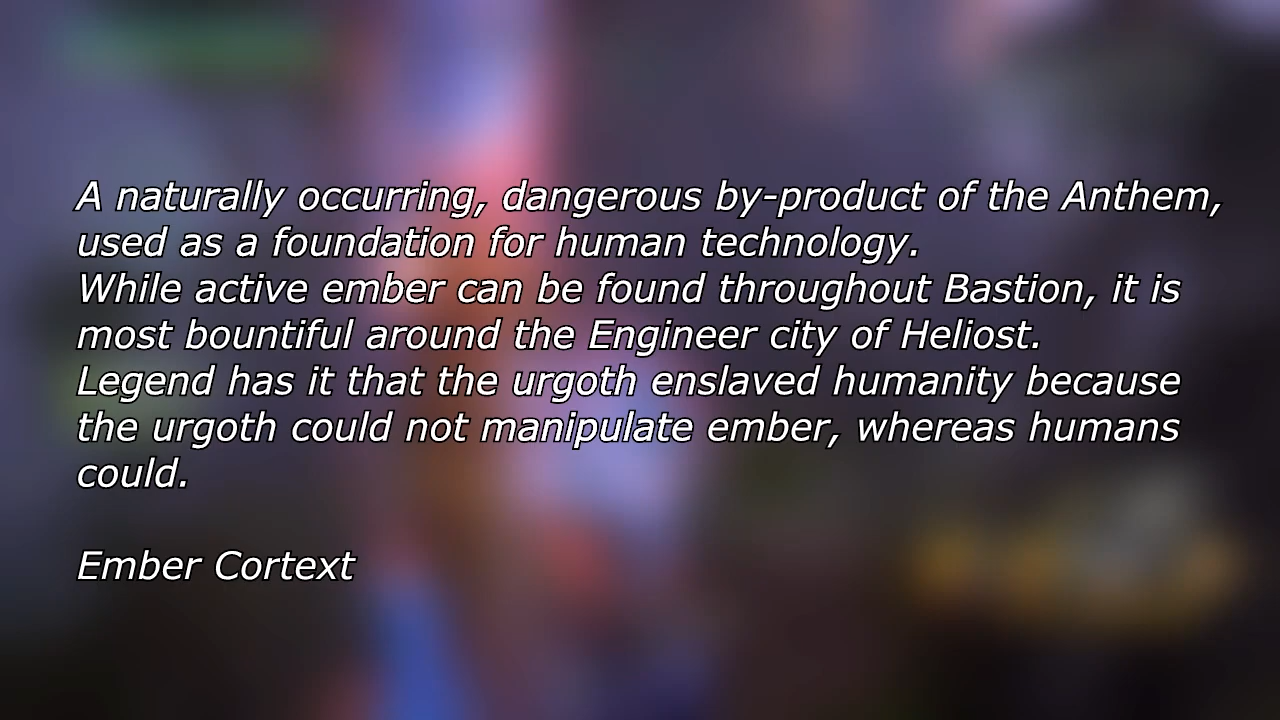 A naturally occurring, dangerous by-product of the Anthem,
used as a foundation for human technology.
While active ember can be found throughout Bastion, it is
most bountiful around the Engineer city of Heliost.
Legend has it that the urgoth enslaved humanity because
the urgoth could not manipulate ember, whereas humans
could.
Ember Cortext